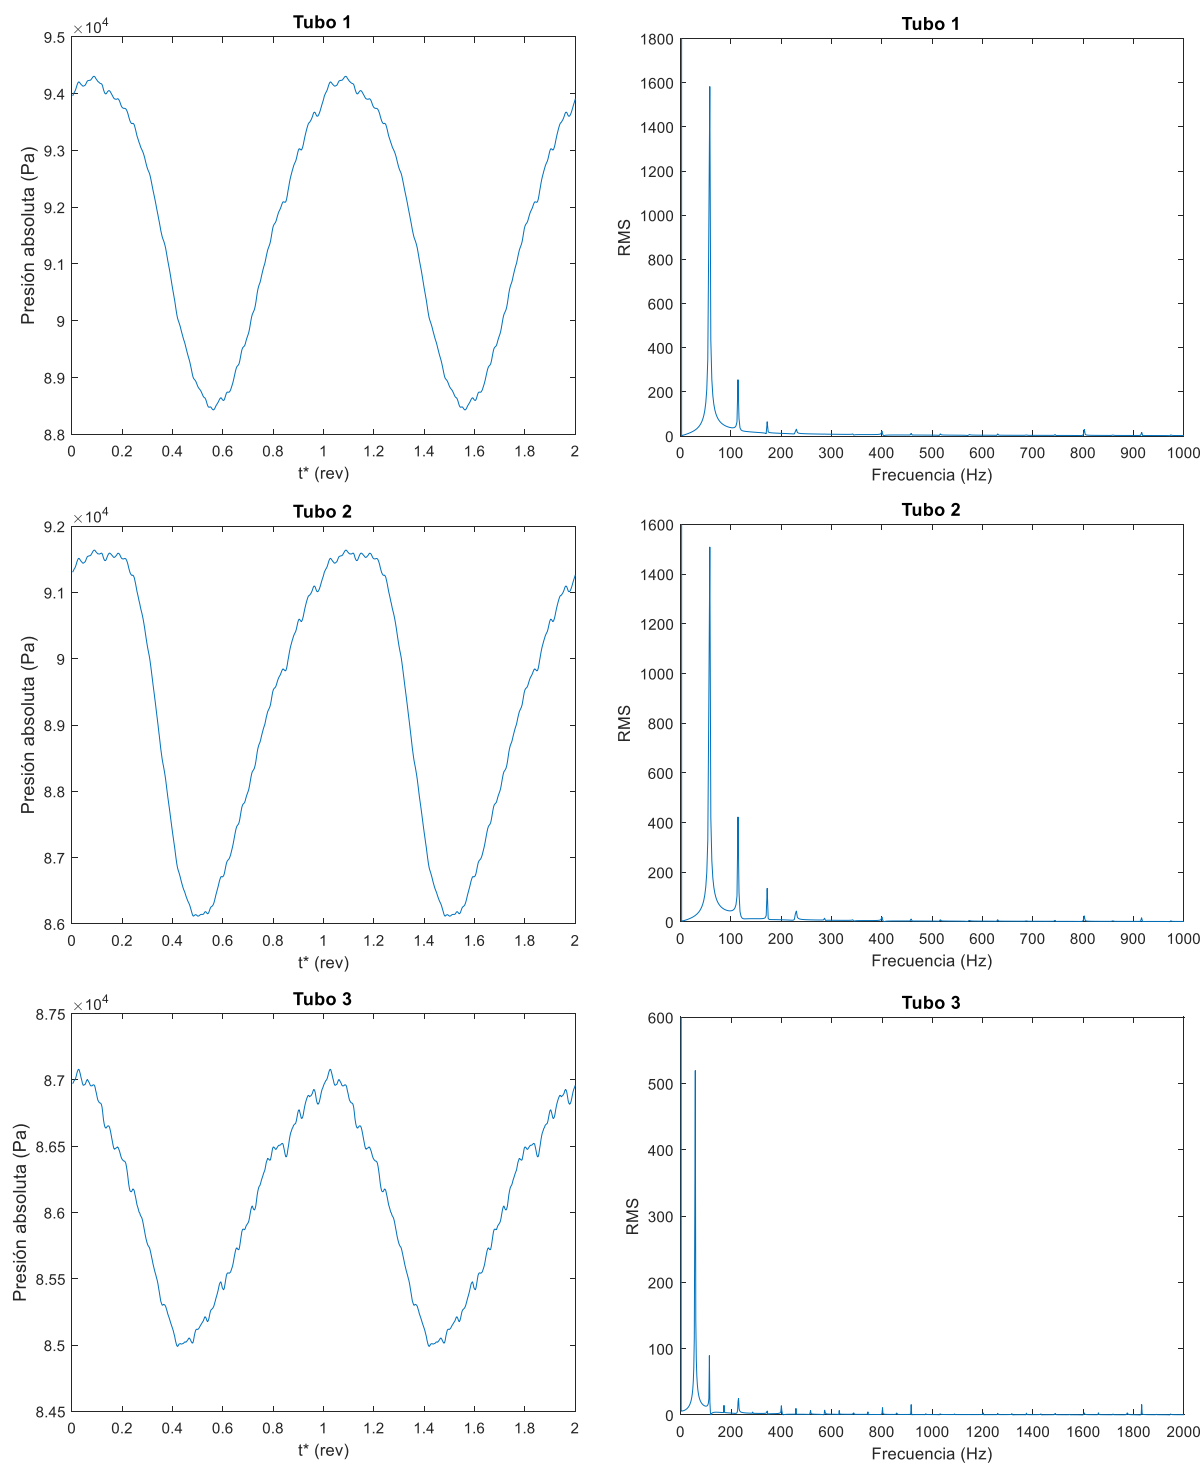 Tubo 1
×10⁴
9.5
9.4
9.3
9.2
9.1
9
8.9
8.8
0 0.2 0.4 0.6 0.8 1 1.2 1.4 1.6 1.8 2
t* (rev)
Presión absoluta (Pa)
Tubo 1
1800
1600
1400
1200
1000
800
600
400
200
0
0 100 200 300 400 500 600 700 800 900 1000
Frecuencia (Hz)
RMS
Tubo 2
×10⁴
9.2
9.1
9
8.9
8.8
8.7
8.6
0 0.2 0.4 0.6 0.8 1 1.2 1.4 1.6 1.8 2
t* (rev)
Presión absoluta (Pa)
Tubo 2
1600
1400
1200
1000
800
600
400
200
0
0 100 200 300 400 500 600 700 800 900 1000
Frecuencia (Hz)
RMS
Tubo 3
×10⁴
8.75
8.7
8.65
8.6
8.55
8.5
8.45
0 0.2 0.4 0.6 0.8 1 1.2 1.4 1.6 1.8 2
t* (rev)
Presión absoluta (Pa)
Tubo 3
600
500
400
300
200
100
0
0 200 400 600 800 1000 1200 1400 1600 1800 2000
Frecuencia (Hz)
RMS